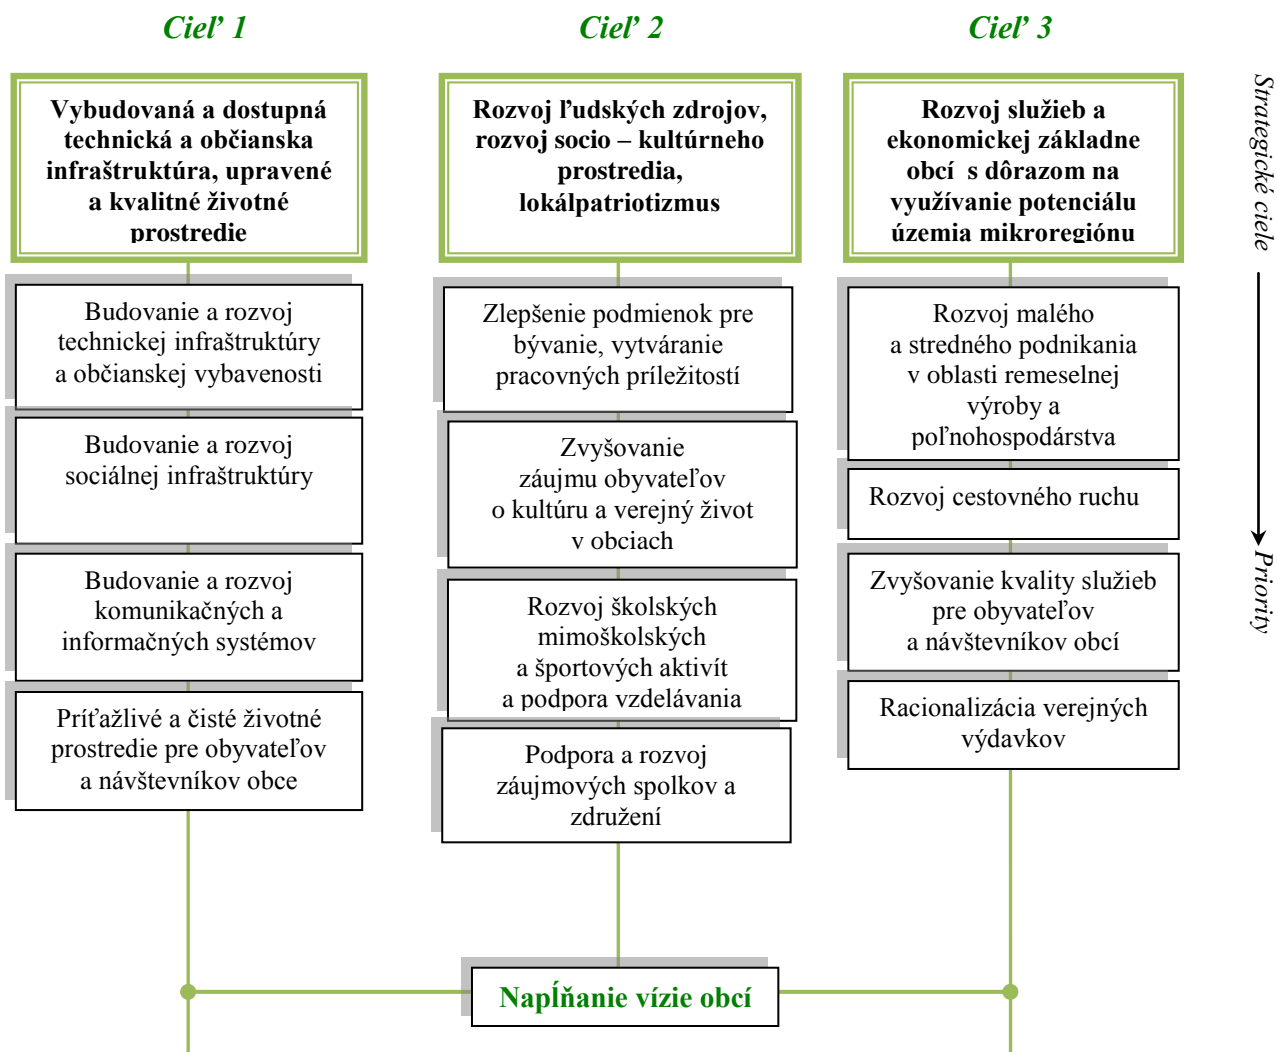 Cieľ 1
Vybudovaná a dostupná
technická a občianska
infraštruktúra, upravené
a kvalitné životné
prostredie
Budovanie a rozvoj
technickej infraštruktúry
a občianskej vybavenosti
Budovanie a rozvoj
sociálnej infraštruktúry
Budovanie a rozvoj
komunikačných a
informačných systémov
Príťažlivé a čisté životné
prostredie pre obyvateľov
a návštevníkov obce
Cieľ 2
Rozvoj ľudských zdrojov,
rozvoj socio – kultúrneho
prostredia,
lokálpatriotizmus
Zlepšenie podmienok pre
bývanie, vytváranie
pracovných príležitostí
Zvyšovanie
záujmu obyvateľov
o kultúru a verejný život
v obciach
Rozvoj školských
mimoškolských
a športových aktivít
a podpora vzdelávania
Podpora a rozvoj
záujmových spolkov a
združení
Cieľ 3
Rozvoj služieb a
ekonomickej základne
obcí s dôrazom na
využívanie potenciálu
územia mikroregiónu
Rozvoj malého
a stredného podnikania
v oblasti remeselnej
výroby a
poľnohospodárstva
Rozvoj cestovného ruchu
Zvyšovanie kvality služieb
pre obyvateľov
a návštevníkov obcí
Racionalizácia verejných
výdavkov
Strategické ciele
Priority
Napĺňanie vízie obcí